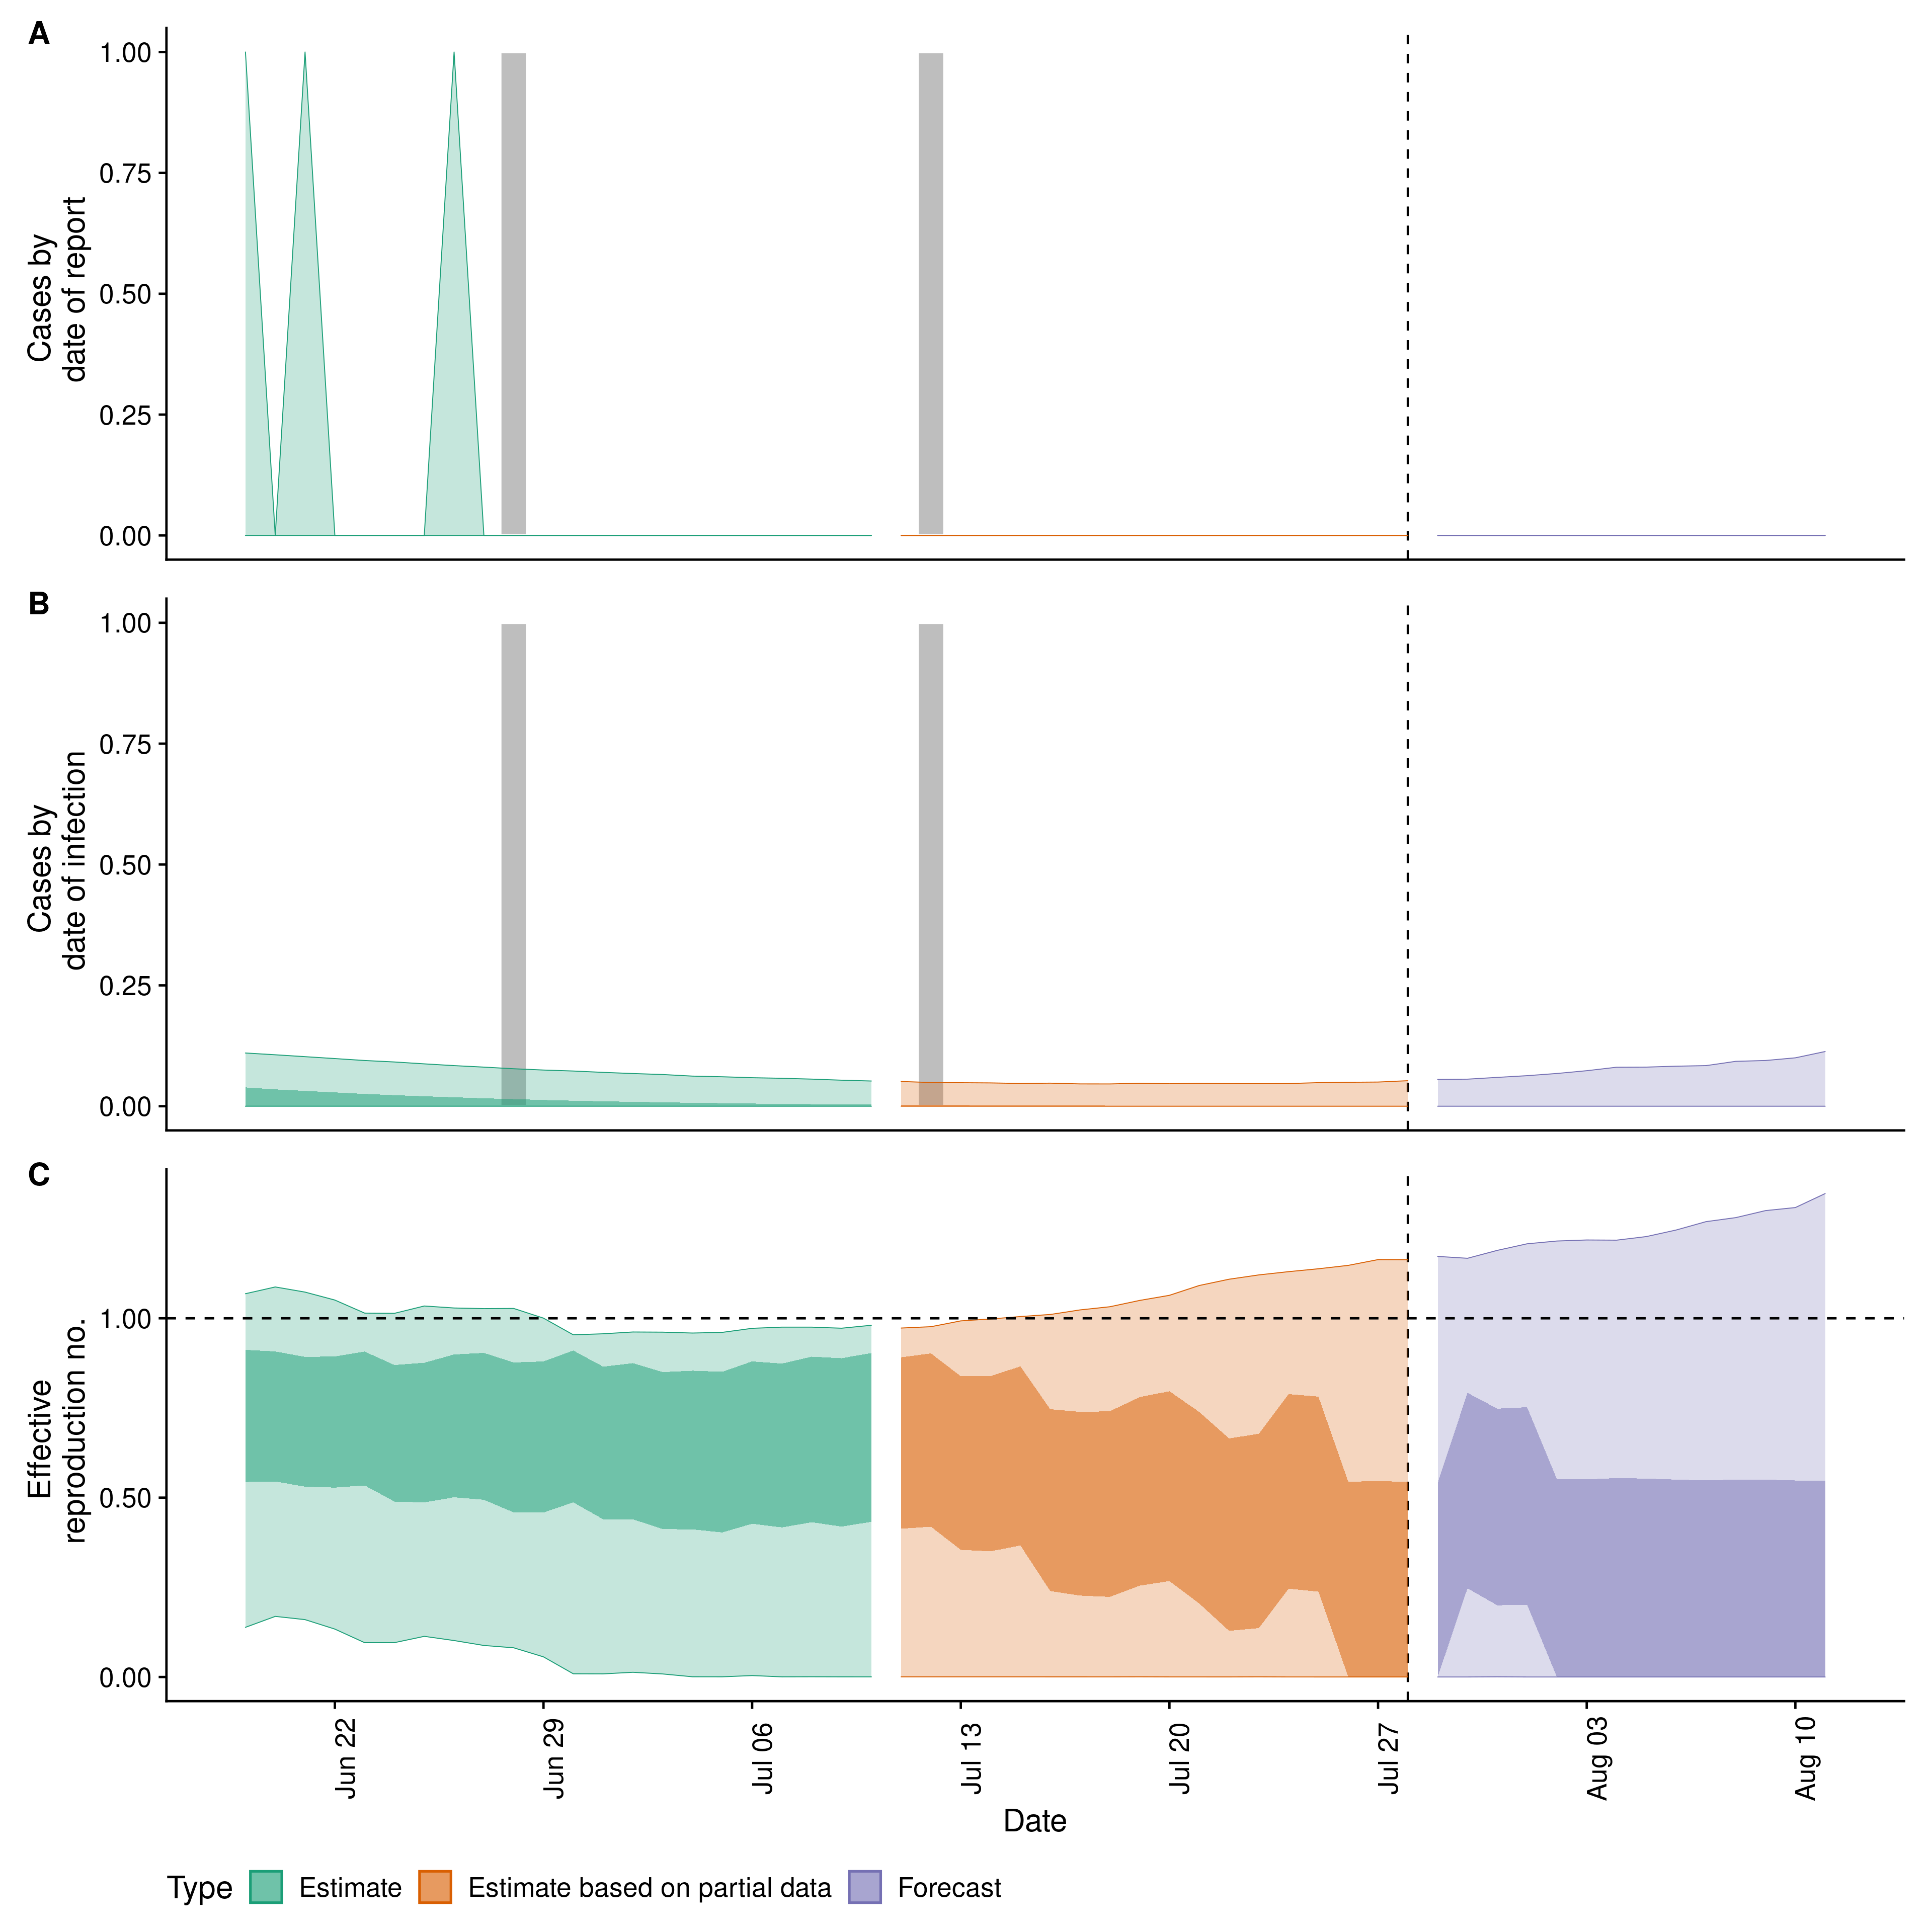 A
1.00
0.75
0.50
0.25
0.00
Cases by
date of report
B
1.00
0.75
0.50
0.25
0.00
Cases by
date of infection
C
1.00
0.50
0.00
Effective
reproduction no.
Jun 22
Jun 29
Jul 06
Jul 13
Jul 20
Jul 27
Aug 03
Aug 10
Date
Type
Estimate
Estimate based on partial data
Forecast